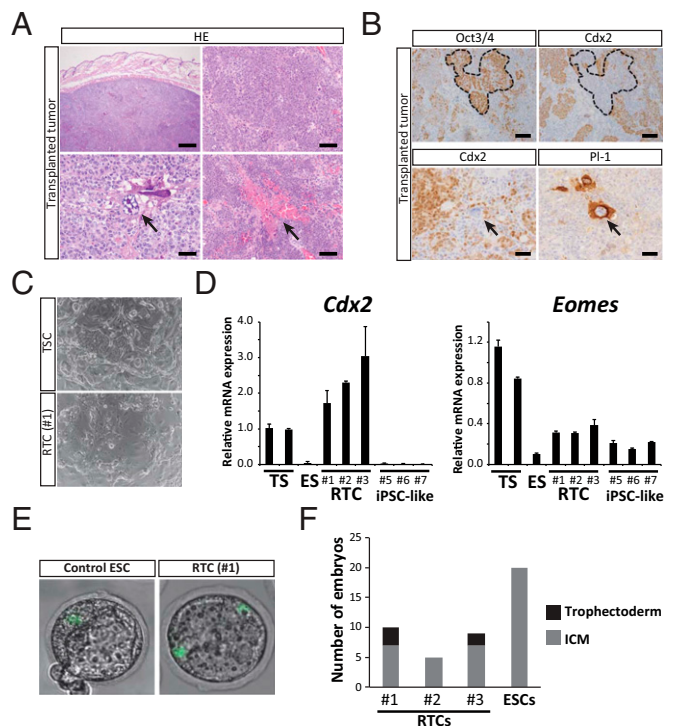 A
HE
Transplanted tumor
B
Oct3/4
Cdx2
Transplanted tumor
Cdx2
Pl-1
C
TSC
RTC (#1)
D
Cdx2
Relative mRNA expression
4.0
3.0
2.0
1.0
0
TS
ES
#1 #2 #3
RTC
#5 #6 #7
iPSC-like
Eomes
Relative mRNA expression
1.2
0.8
0.4
0
TS
ES
#1 #2 #3
RTC
#5 #6 #7
iPSC-like
E
Control ESC
RTC (#1)
F
Number of embryos
25
20
15
10
5
0
#1
#2
#3
ESCs
RTCs
Trophectoderm
ICM